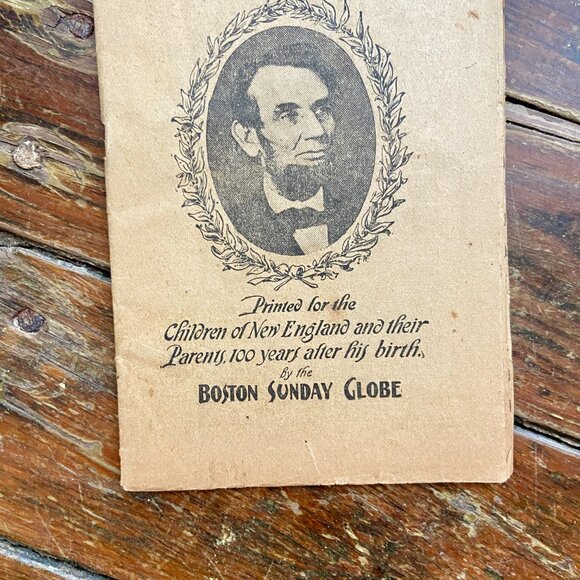 Printed for the
Children of New England and their
Parents, 100 years after his birth,
by the
BOSTON SUNDAY GLOBE